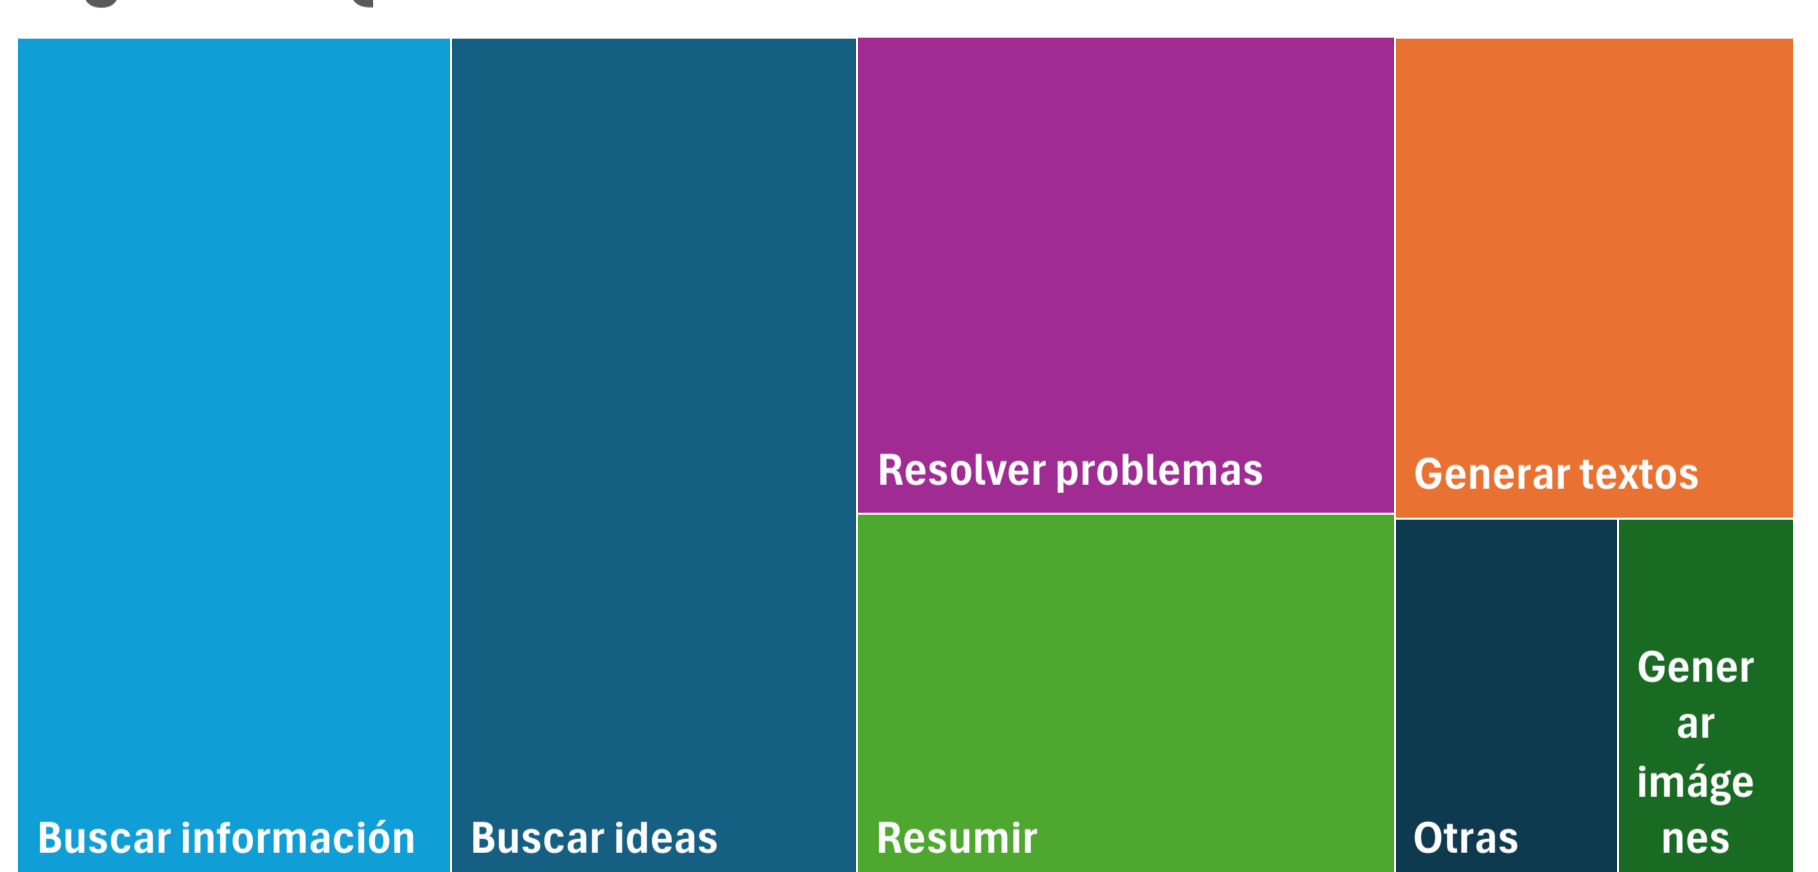 Buscar información
Buscar ideas
Resolver problemas
Resumir
Generar textos
Otras
Gener
ar
imáge
nes